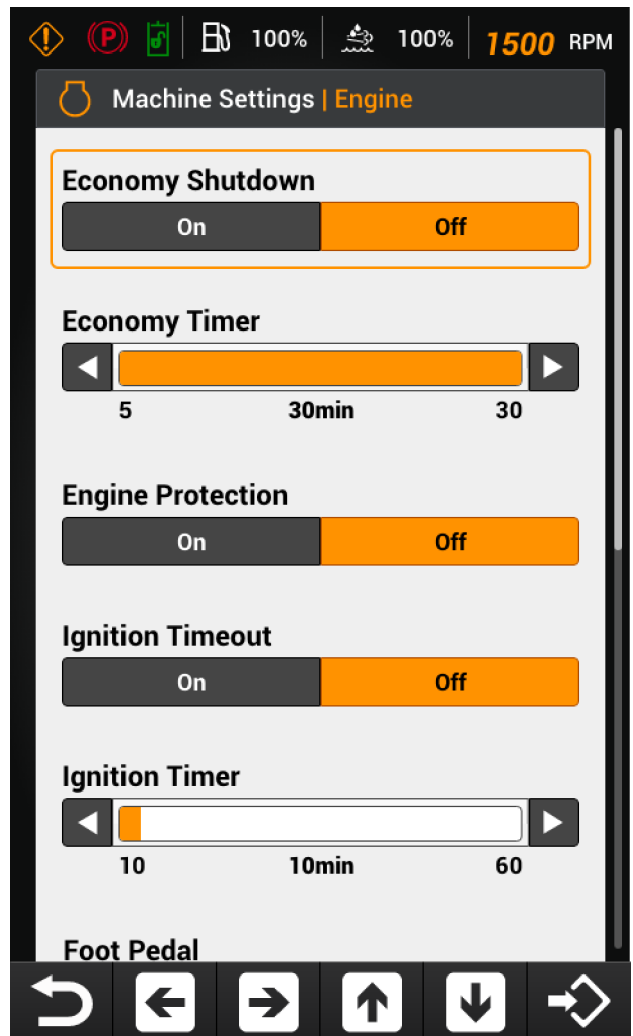 P 100% 100% 1500 RPM
Machine Settings | Engine
Economy Shutdown
On Off
Economy Timer
5 30min 30
Engine Protection
On Off
Ignition Timeout
On Off
Ignition Timer
10 10min 60
Foot Pedal